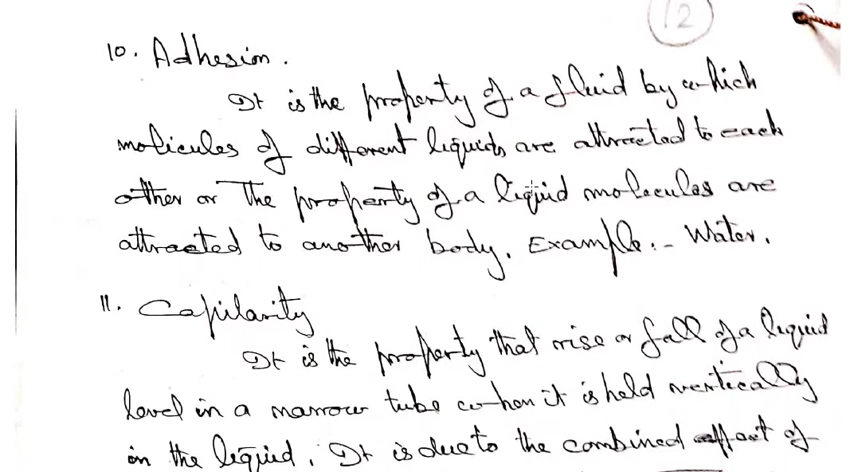 12
10. Adhesion.
It is the property of a fluid by which
molicules of different liquids are attracted to each
other or The property of a liquid molecules are
attracted to another body. Example:- Water.
11. Capilarity
It is the property that rise or fall of a liquid
level in a narrow tube when it is held vertically
in the liquid. It is due to the combined effect of